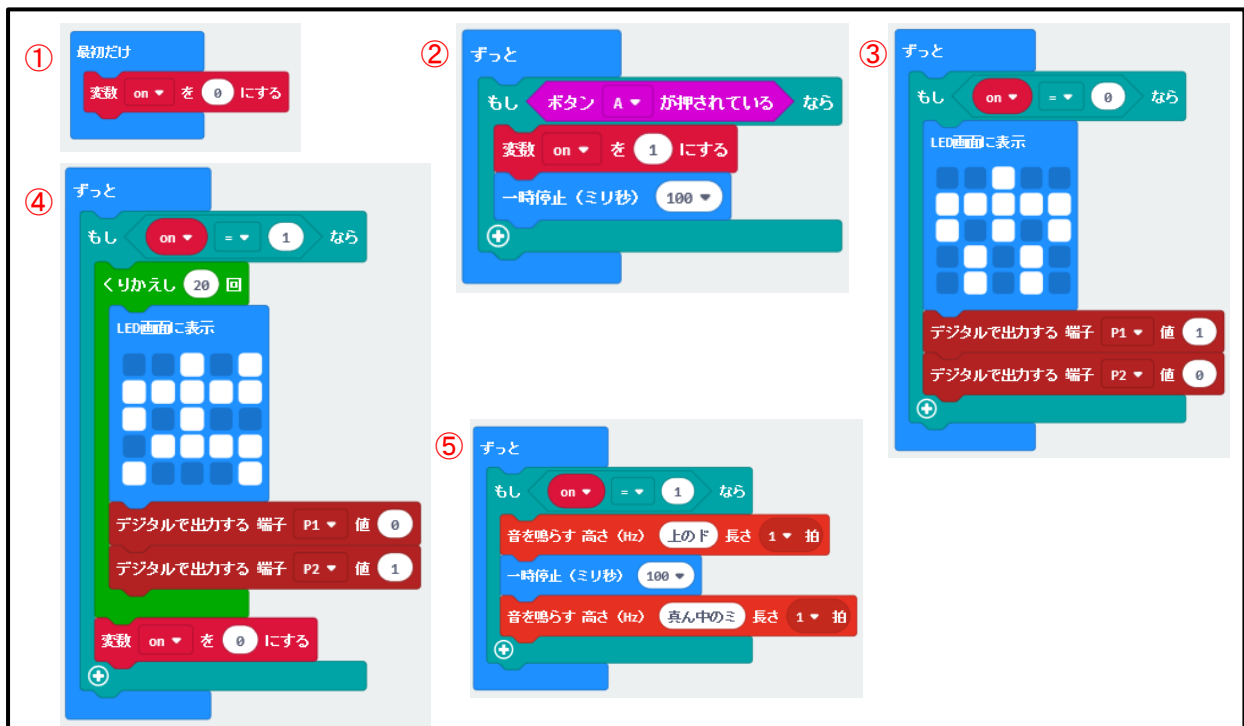 ①
最初だけ
変数 on を 0 にする
②
ずっと
もし ボタン A が押されている なら
変数 on を 1 にする
一時停止（ミリ秒） 100
③
ずっと
もし on = 0 なら
LED画面に表示
デジタルで出力する 端子 P1 値 1
デジタルで出力する 端子 P2 値 0
④
ずっと
もし on = 1 なら
くりかえし 20 回
LED画面に表示
デジタルで出力する 端子 P1 値 0
デジタルで出力する 端子 P2 値 1
変数 on を 0 にする
⑤
ずっと
もし on = 1 なら
音を鳴らす 高さ（Hz） 上のド 長さ 1 拍
一時停止（ミリ秒） 100
音を鳴らす 高さ（Hz） 真ん中のミ 長さ 1 拍